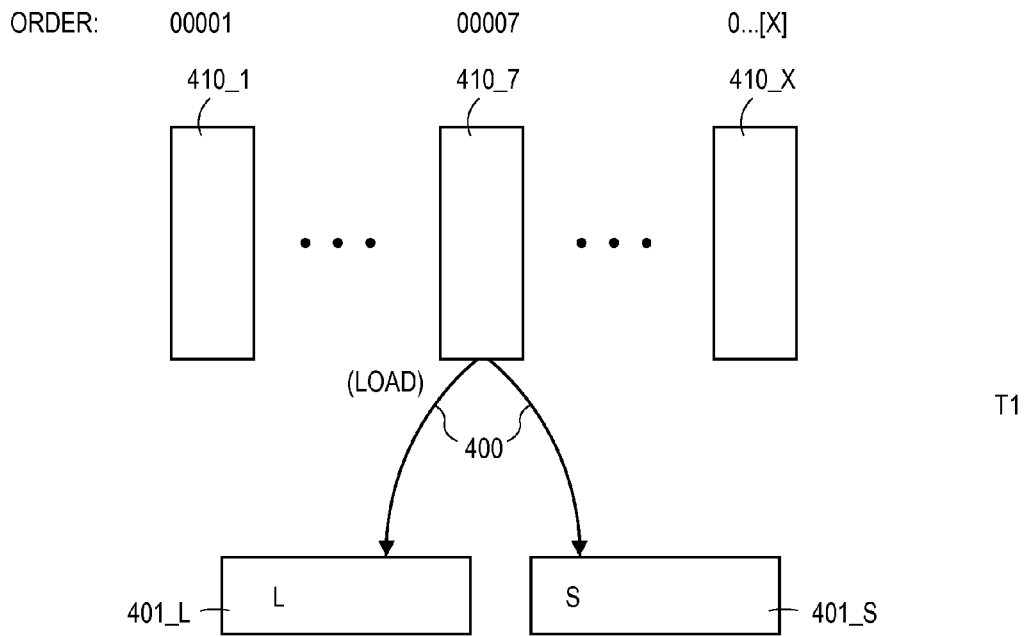 ORDER: 00001 00007 0...[X]
410_1 410_7 410_X
(LOAD)
T1
400
L S
401_L 401_S